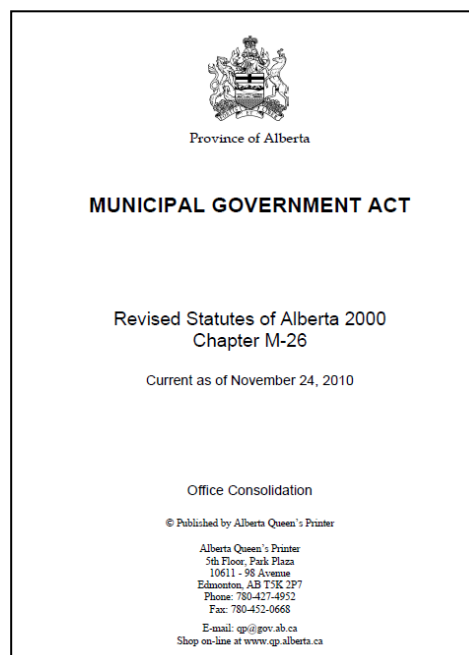 Province of Alberta
MUNICIPAL GOVERNMENT ACT
Revised Statutes of Alberta 2000
Chapter M-26
Current as of November 24, 2010
Office Consolidation
© Published by Alberta Queen's Printer
Alberta Queen's Printer
5th Floor, Park Plaza
10611 - 98 Avenue
Edmonton, AB T5K 2P7
Phone: 780-427-4952
Fax: 780-452-0668
E-mail: qp@gov.ab.ca
Shop on-line at www.qp.alberta.ca